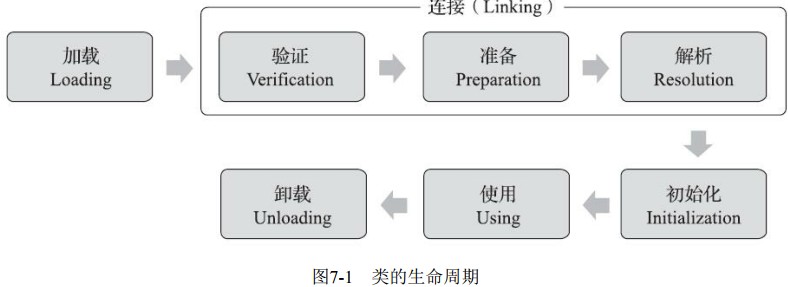 连接（Linking）
加载
Loading
验证
Verification
准备
Preparation
解析
Resolution
卸载
Unloading
使用
Using
初始化
Initialization
图7-1 类的生命周期